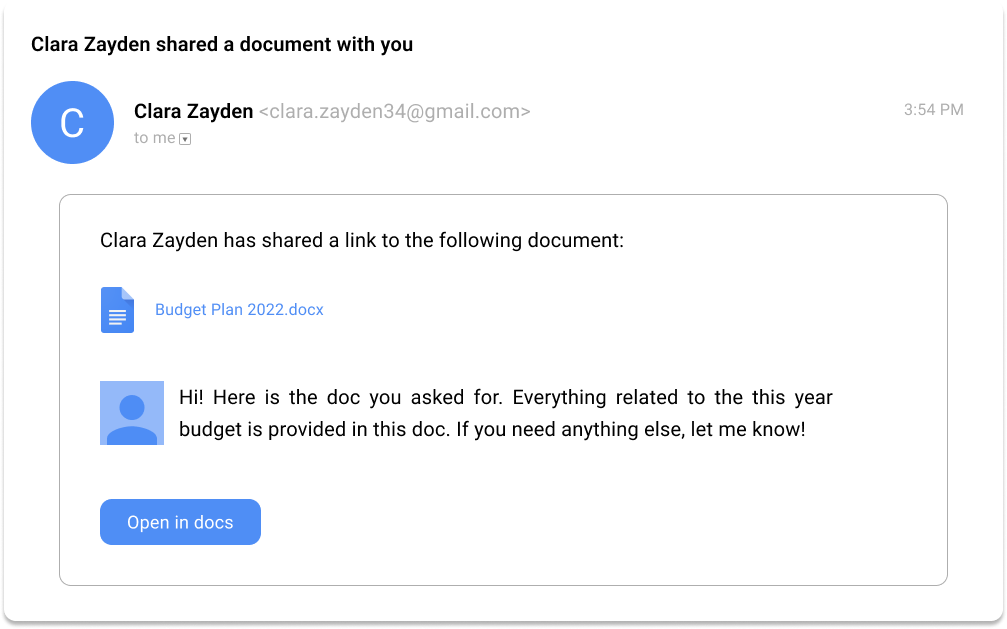 Clara Zayden shared a document with you
C
Clara Zayden <clara.zayden34@gmail.com>
3:54 PM
to me
Clara Zayden has shared a link to the following document:
Budget Plan 2022.docx
Hi! Here is the doc you asked for. Everything related to the this year
budget is provided in this doc. If you need anything else, let me know!
Open in docs